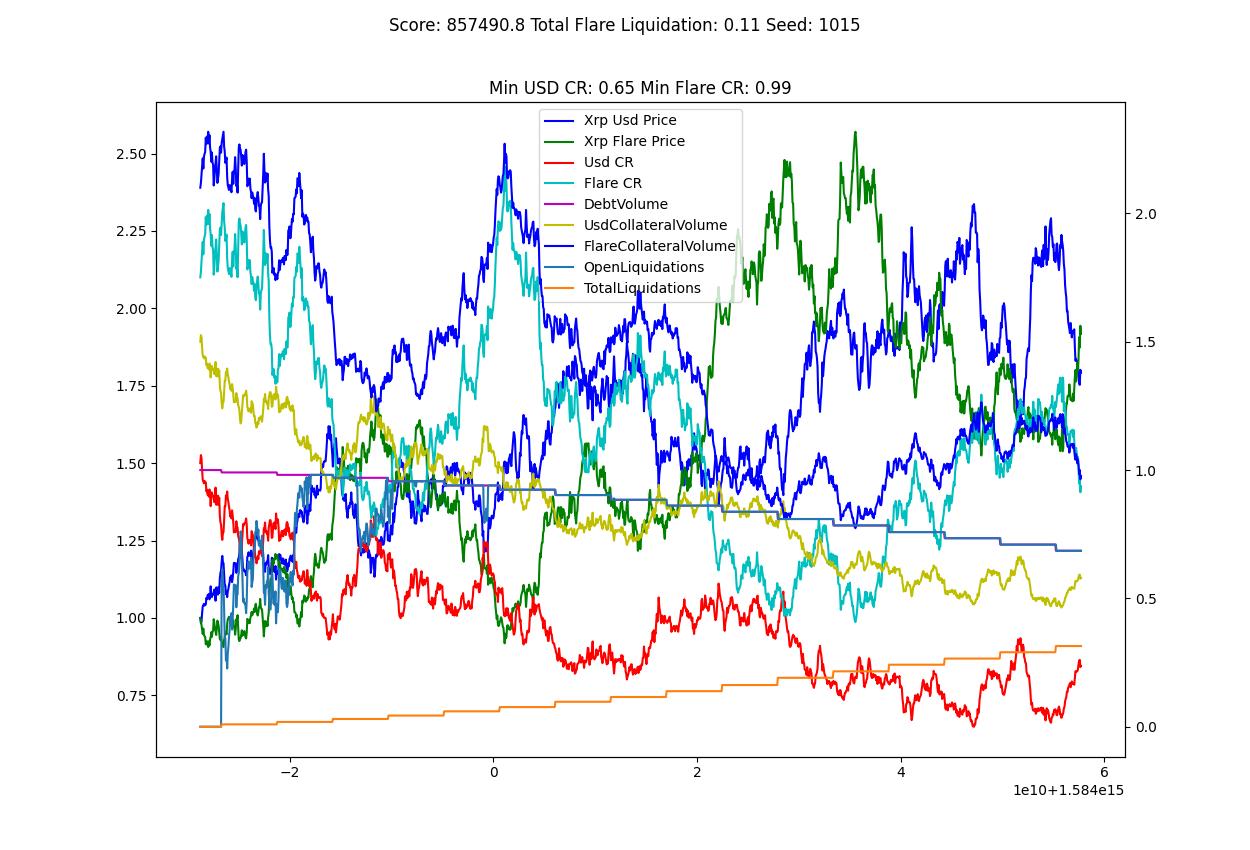 Score: 857490.8 Total Flare Liquidation: 0.11 Seed: 1015
Min USD CR: 0.65 Min Flare CR: 0.99
Xrp Usd Price
Xrp Flare Price
Usd CR
Flare CR
DebtVolume
UsdCollateralVolume
FlareCollateralVolume
OpenLiquidations
TotalLiquidations
2.50
2.25
2.00
1.75
1.50
1.25
1.00
0.75
2.0
1.5
1.0
0.5
0.0
−2 0 2 4 6
1e10+1.584e15